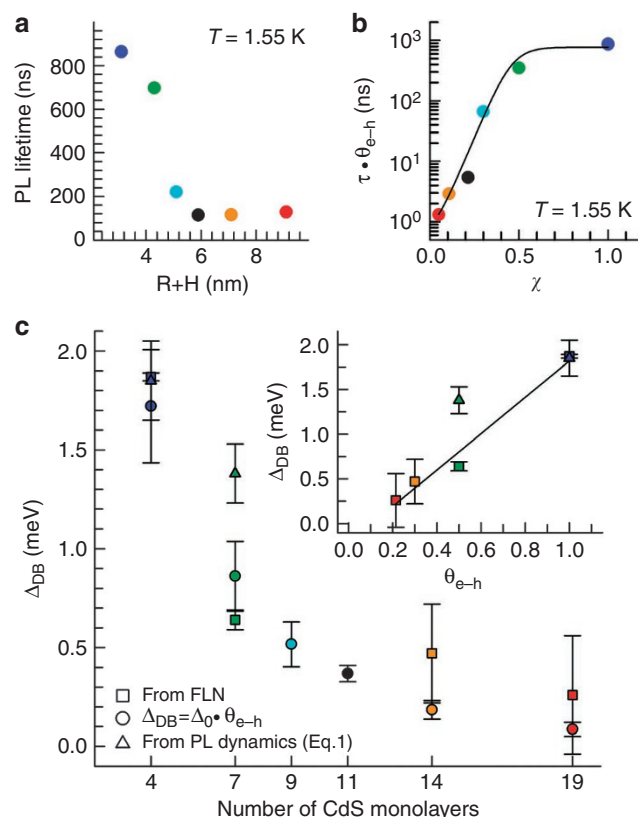 a
T = 1.55 K
PL lifetime (ns)
800
600
400
200
0
4 6 8
R+H (nm)
b
τ • θe–h (ns)
10³
10²
10¹
10⁰
T = 1.55 K
0.0 0.5 1.0
χ
c
ΔDB (meV)
2.0
1.5
1.0
0.5
0.0
From FLN
ΔDB=Δ0• θe–h
From PL dynamics (Eq.1)
4 7 9 11 14 19
Number of CdS monolayers
ΔDB (meV)
2.0
1.5
1.0
0.5
0.0
0.0 0.2 0.4 0.6 0.8 1.0
θe–h